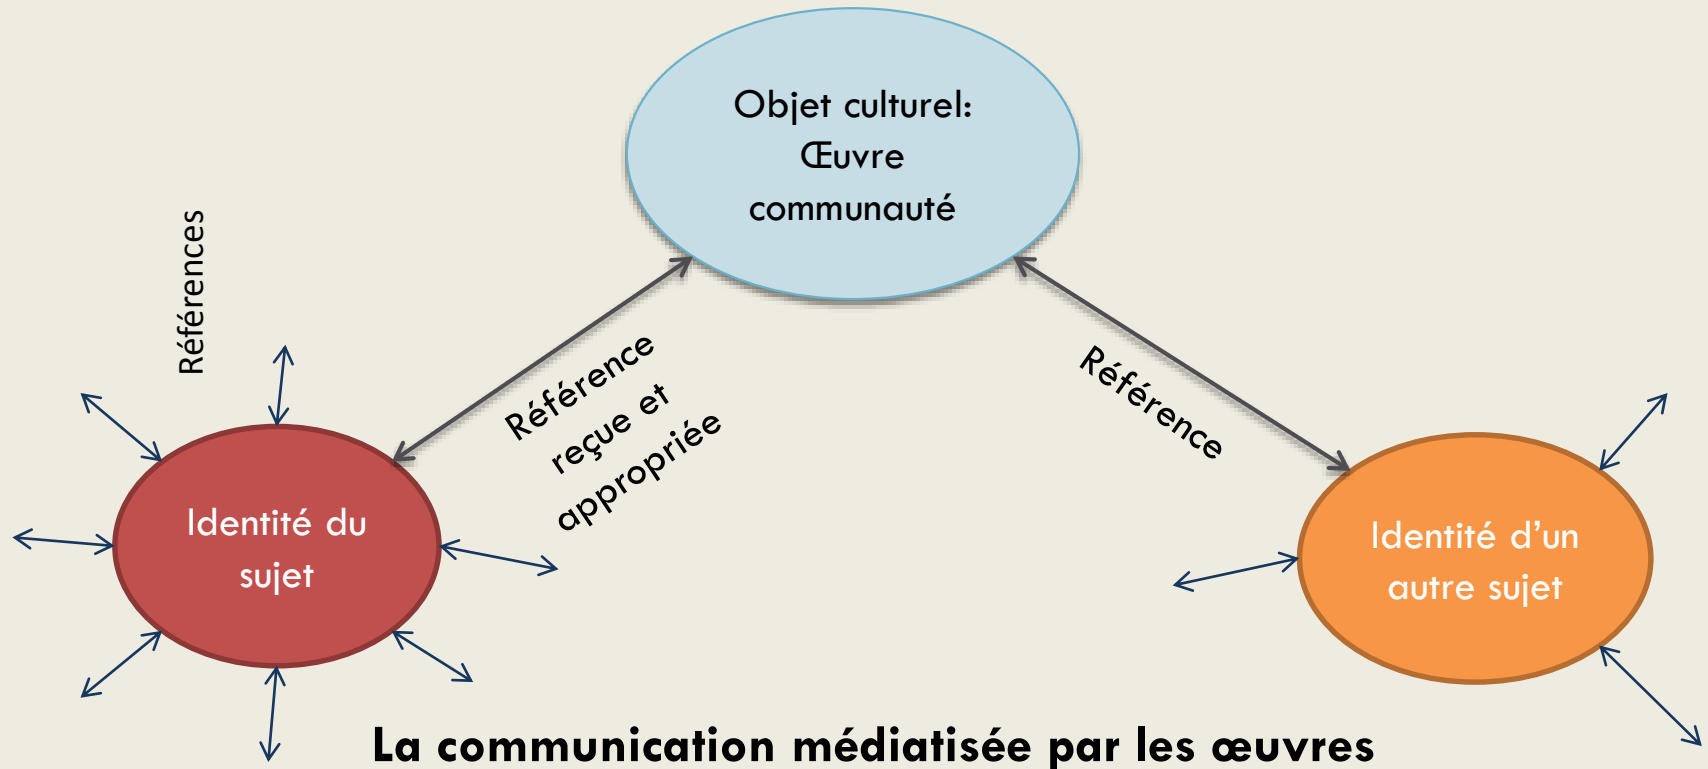 Objet culturel:
Œuvre
communauté
Références
Référence
reçue et
appropriée
Référence
Identité du
sujet
Identité d’un
autre sujet
La communication médiatisée par les œuvres